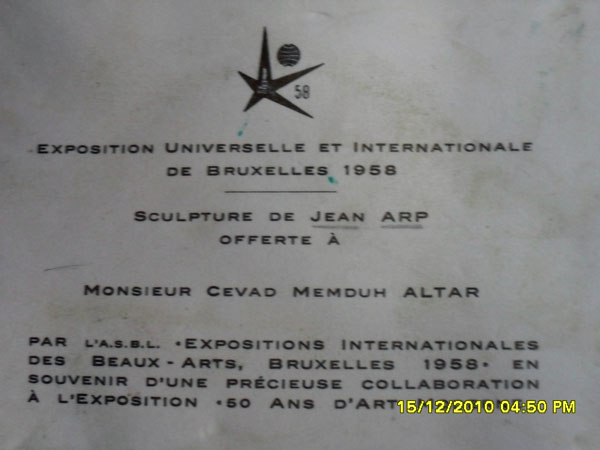 58
EXPOSITION UNIVERSELLE ET INTERNATIONALE
DE BRUXELLES 1958
SCULPTURE DE JEAN ARP
OFFERTE À
MONSIEUR CEVAD MEMDUH ALTAR
PAR L'A.S.B.L. "EXPOSITIONS INTERNATIONALES
DES BEAUX-ARTS, BRUXELLES 1958" EN
SOUVENIR D'UNE PRÉCIEUSE COLLABORATION
À L'EXPOSITION "50 ANS D'ART
15/12/2010 04:50 PM